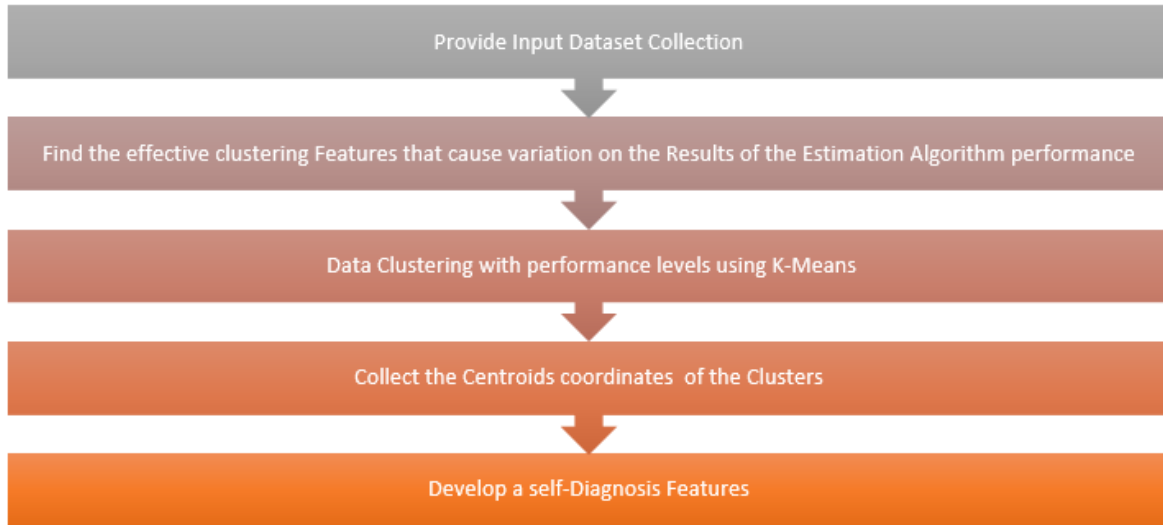 Provide Input Dataset Collection
Find the effective clustering Features that cause variation on the Results of the Estimation Algorithm performance
Data Clustering with performance levels using K-Means
Collect the Centroids coordinates of the Clusters
Develop a self-Diagnosis Features